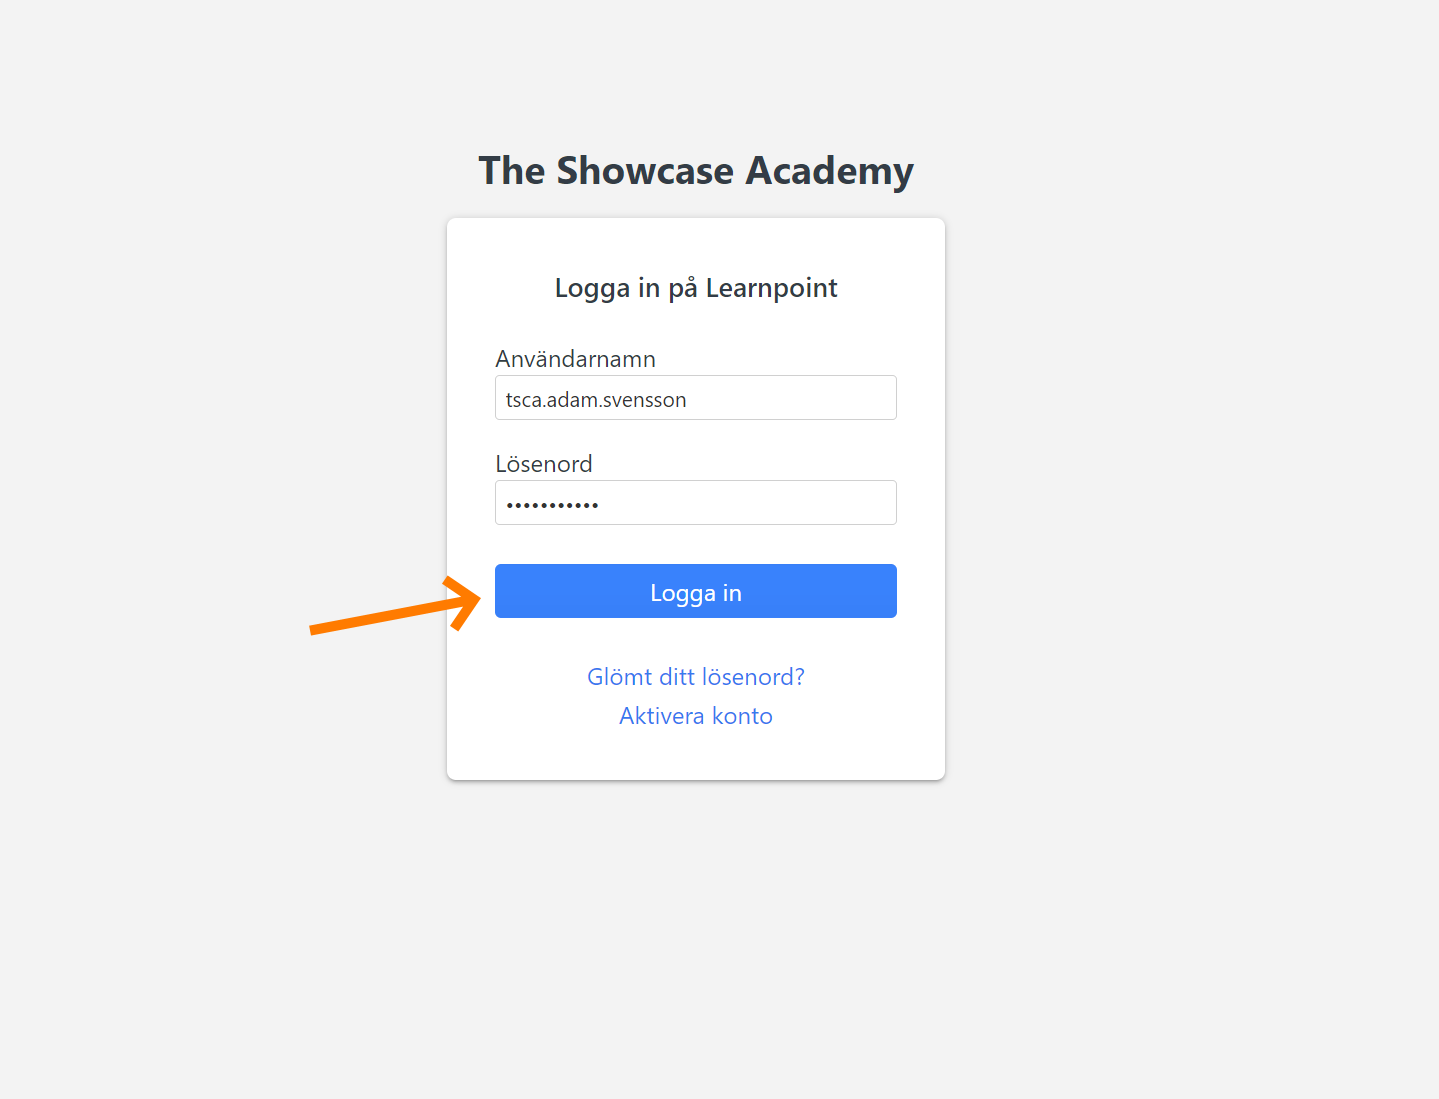 The Showcase Academy
Logga in på Learnpoint
Användarnamn
tsca.adam.svensson
Lösenord
•••••••••••
Logga in
Glömt ditt lösenord?
Aktivera konto